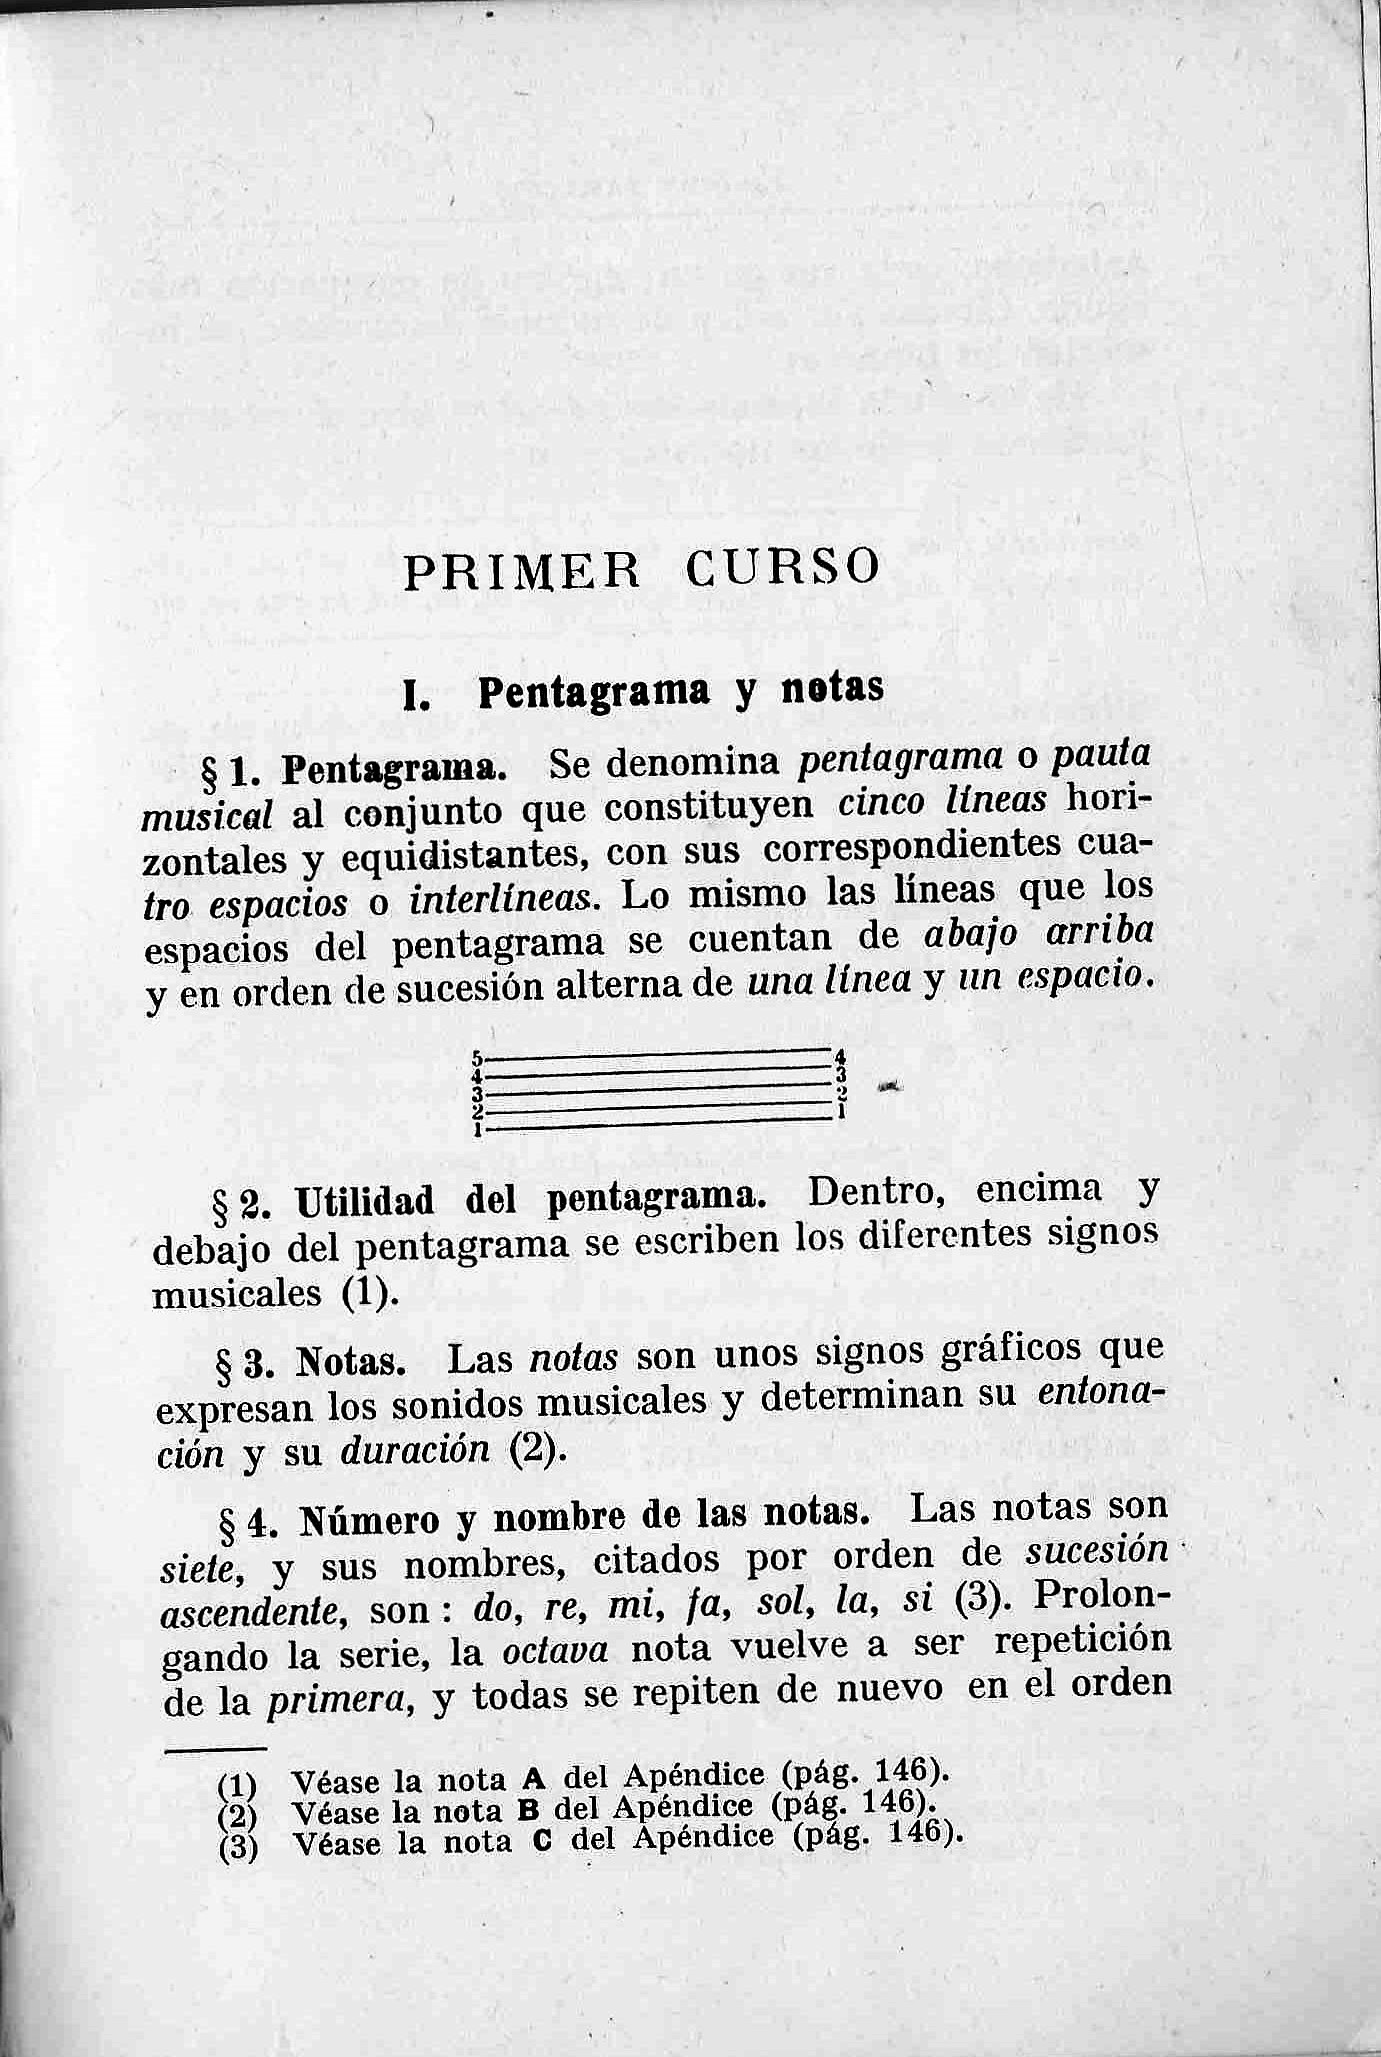 PRIMER CURSO
I. Pentagrama y notas
§ 1. Pentagrama. Se denomina pentagrama o pauta
musical al conjunto que constituyen cinco líneas hori-
zontales y equidistantes, con sus correspondientes cua-
tro espacios o interlíneas. Lo mismo las líneas que los
espacios del pentagrama se cuentan de abajo arriba
y en orden de sucesión alterna de una línea y un espacio.
5 4
4 3
3 2
2 1
1
§ 2. Utilidad del pentagrama. Dentro, encima y
debajo del pentagrama se escriben los diferentes signos
musicales (1).
§ 3. Notas. Las notas son unos signos gráficos que
expresan los sonidos musicales y determinan su entona-
ción y su duración (2).
§ 4. Número y nombre de las notas. Las notas son
siete, y sus nombres, citados por orden de sucesión
ascendente, son : do, re, mi, fa, sol, la, si (3). Prolon-
gando la serie, la octava nota vuelve a ser repetición
de la primera, y todas se repiten de nuevo en el orden
(1) Véase la nota A del Apéndice (pág. 146).
(2) Véase la nota B del Apéndice (pág. 146).
(3) Véase la nota C del Apéndice (pág. 146).